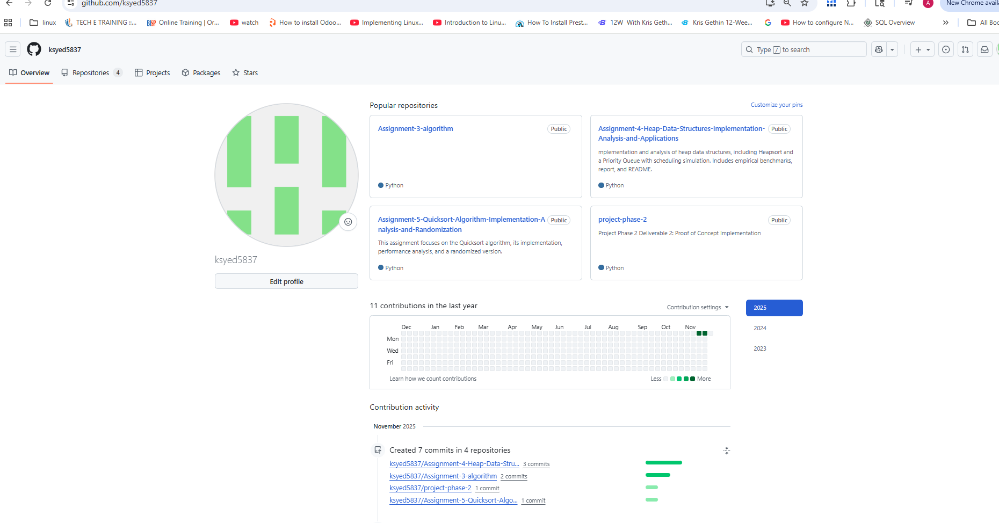 github.com/ksyed5837
A
New Chrome availa
linux
TECH E TRAINING ::...
BISP
Online Training | Or...
watch
How to install Odoo...
Implementing Linux...
Introduction to Linu...
How To Install Prest...
12W With Kris Geth...
Kris Gethin 12-Wee...
How to configure N...
SQL Overview
All Boo
ksyed5837
Type / to search
Overview
Repositories 4
Projects
Packages
Stars
Popular repositories
Customize your pins
Assignment-3-algorithm
Public
Python
Assignment-4-Heap-Data-Structures-Implementation-
Analysis-and-Applications
Public
mplementation and analysis of heap data structures, including Heapsort and
a Priority Queue with scheduling simulation. Includes empirical benchmarks,
report, and README.
Python
Assignment-5-Quicksort-Algorithm-Implementation-A
nalysis-and-Randomization
Public
This assignment focuses on the Quicksort algorithm, its implementation,
performance analysis, and a randomized version.
Python
project-phase-2
Public
Project Phase 2 Deliverable 2: Proof of Concept Implementation
Python
ksyed5837
Edit profile
11 contributions in the last year
Contribution settings
2025
2024
2023
Dec Jan Feb Mar Apr May Jun Jul Aug Sep Oct Nov
Mon
Wed
Fri
Learn how we count contributions
Less More
Contribution activity
November 2025
Created 7 commits in 4 repositories
ksyed5837/Assignment-4-Heap-Data-Stru... 3 commits
ksyed5837/Assignment-3-algorithm 2 commits
ksyed5837/project-phase-2 1 commit
ksyed5837/Assignment-5-Quicksort-Algo... 1 commit